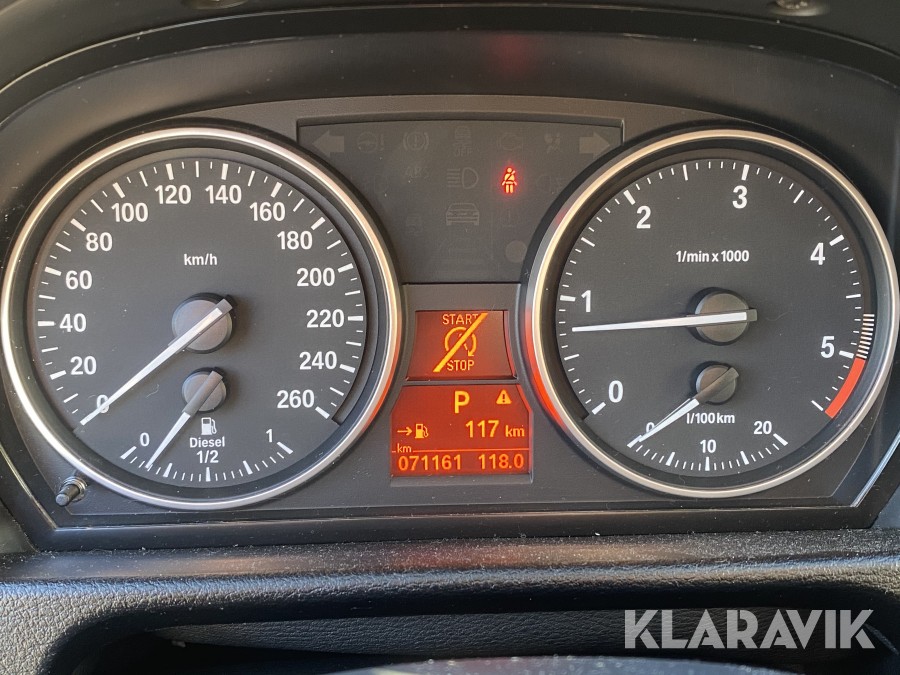 0 20 40 60 80 100 120 140 160 180 200 220 240 260
km/h
0 1/2 1
Diesel
START
STOP
P
117 km
km
071161 118.0
0 1 2 3 4 5
1/min x 1000
l/100km
0 10 20
KLARAVIK